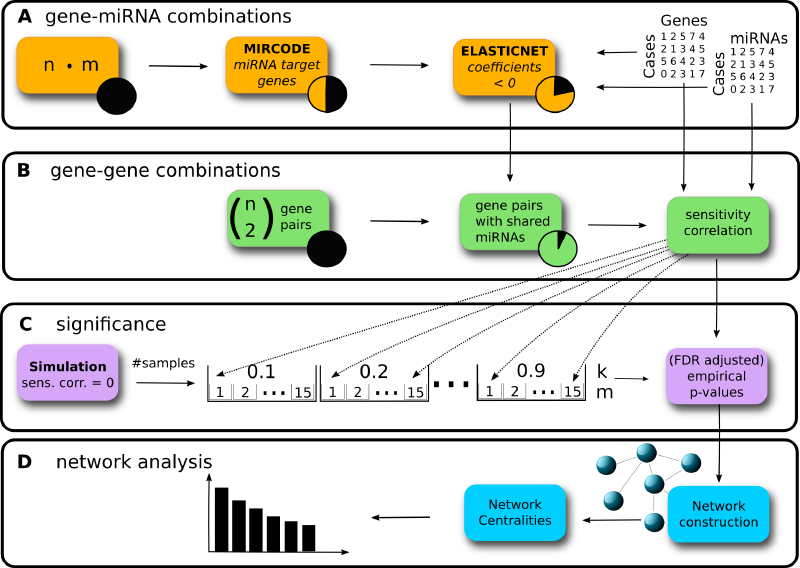 A gene-miRNA combinations
n • m
MIRCODE
miRNA target
genes
ELASTICNET
coefficients
< 0
Genes
Cases
1 2 5 7 4
2 1 3 4 5
5 6 4 2 3
0 2 3 1 7
miRNAs
Cases
1 2 5 7 4
2 1 3 4 5
5 6 4 2 3
0 2 3 1 7
B gene-gene combinations
(n
2)
gene
pairs
gene pairs
with shared
miRNAs
sensitivity
correlation
C significance
Simulation
sens. corr. = 0
#samples
0.1
1 2 ... 15
0.2
1 2 ... 15
...
0.9
1 2 ... 15
k
m
(FDR adjusted)
empirical
p-values
D network analysis
Network
Centralities
Network
construction